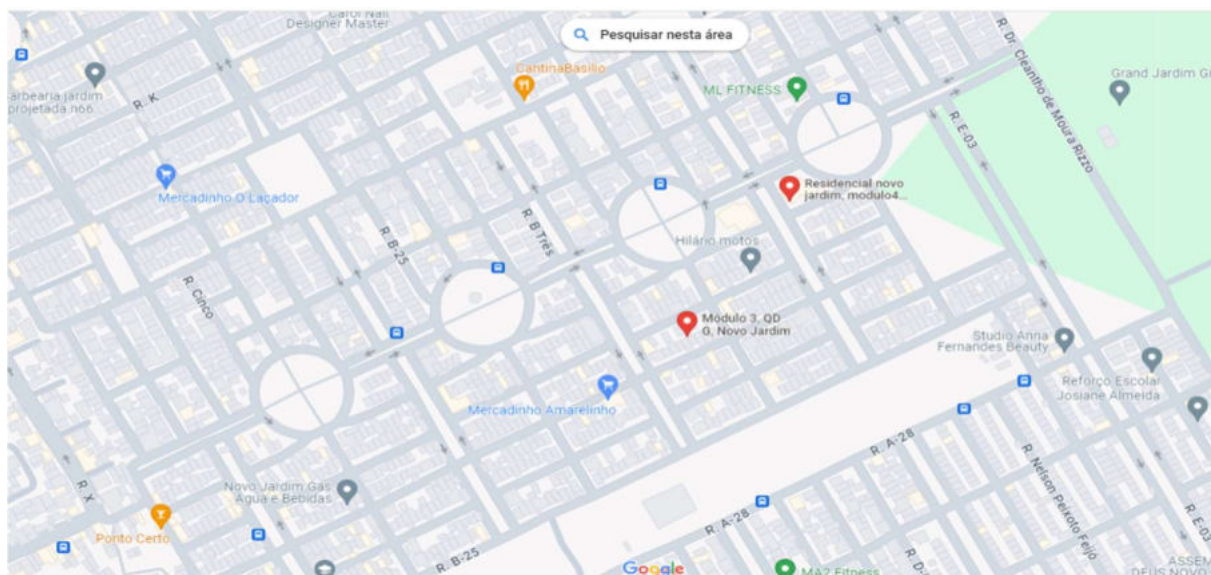 Carol Nail
Designer Master
Pesquisar nesta área
R. Dr. Cleantho de Moura Rizzo
Grand Jardim G
CantinaBasilio
ML FITNESS
arbearia jardim
projetada n66
R. K
R. E-03
Mercadinho O Laçador
Residencial novo
jardim, modulo4...
R. B Três
R. B-25
Hilário motos
R. Cinco
Módulo 3, QD
G, Novo Jardim
Studio Anna
Fernandes Beauty
Reforço Escolar
Josiane Almeida
Mercadinho Amarelinho
R. A-28
R. Nelson Peixoto Feijó
R. X
Novo Jardim Gás
Água e Bebidas
R. A-28
R. E-03
Ponto Certo
R. B-25
Google
MA2 Fitness
R. D-
ASSEM
DEUS NOVO